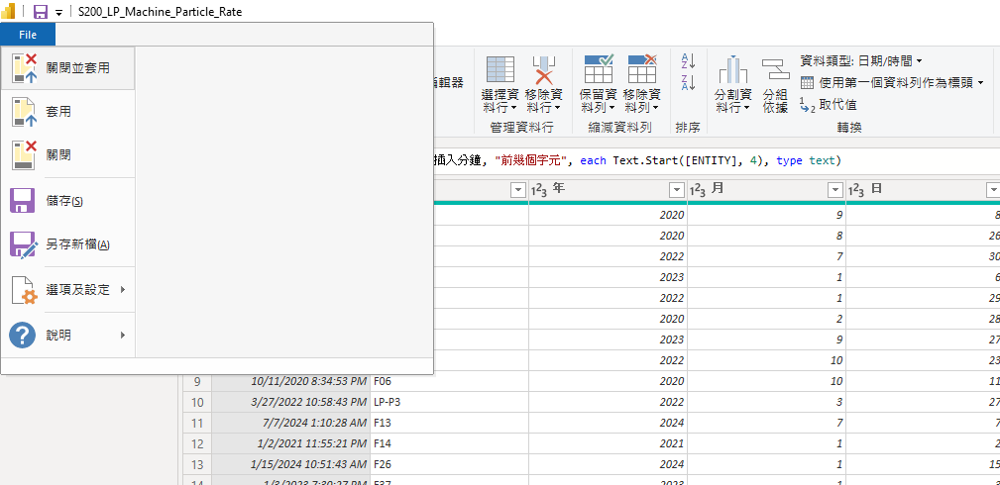 S200_LP_Machine_Particle_Rate
File
關閉並套用
套用
關閉
儲存(S)
另存新檔(A)
選項及設定
說明
編輯器
選擇資
料行
移除資
料行
管理資料行
保留資
料列
移除資
料列
縮減資料列
排序
分割資
料行
分組
依據
資料類型: 日期/時間
使用第一個資料列作為標頭
取代值
轉換
插入分鐘, "前幾個字元", each Text.Start([ENTITY], 4), type text)
123 年 123 月 123 日
2020 9 8
2020 8 26
2022 7 30
2023 1 6
2022 1 29
2020 2 28
2023 9 27
2022 10 23
9 10/11/2020 8:34:53 PM F06 2020 10 11
10 3/27/2022 10:58:43 PM LP-P3 2022 3 27
11 7/7/2024 1:10:28 AM F13 2024 7 7
12 1/2/2021 11:55:21 PM F14 2021 1 2
13 1/15/2024 10:51:43 AM F26 2024 1 15
14 1/3/2023 7:30:27 PM F37 2023 1